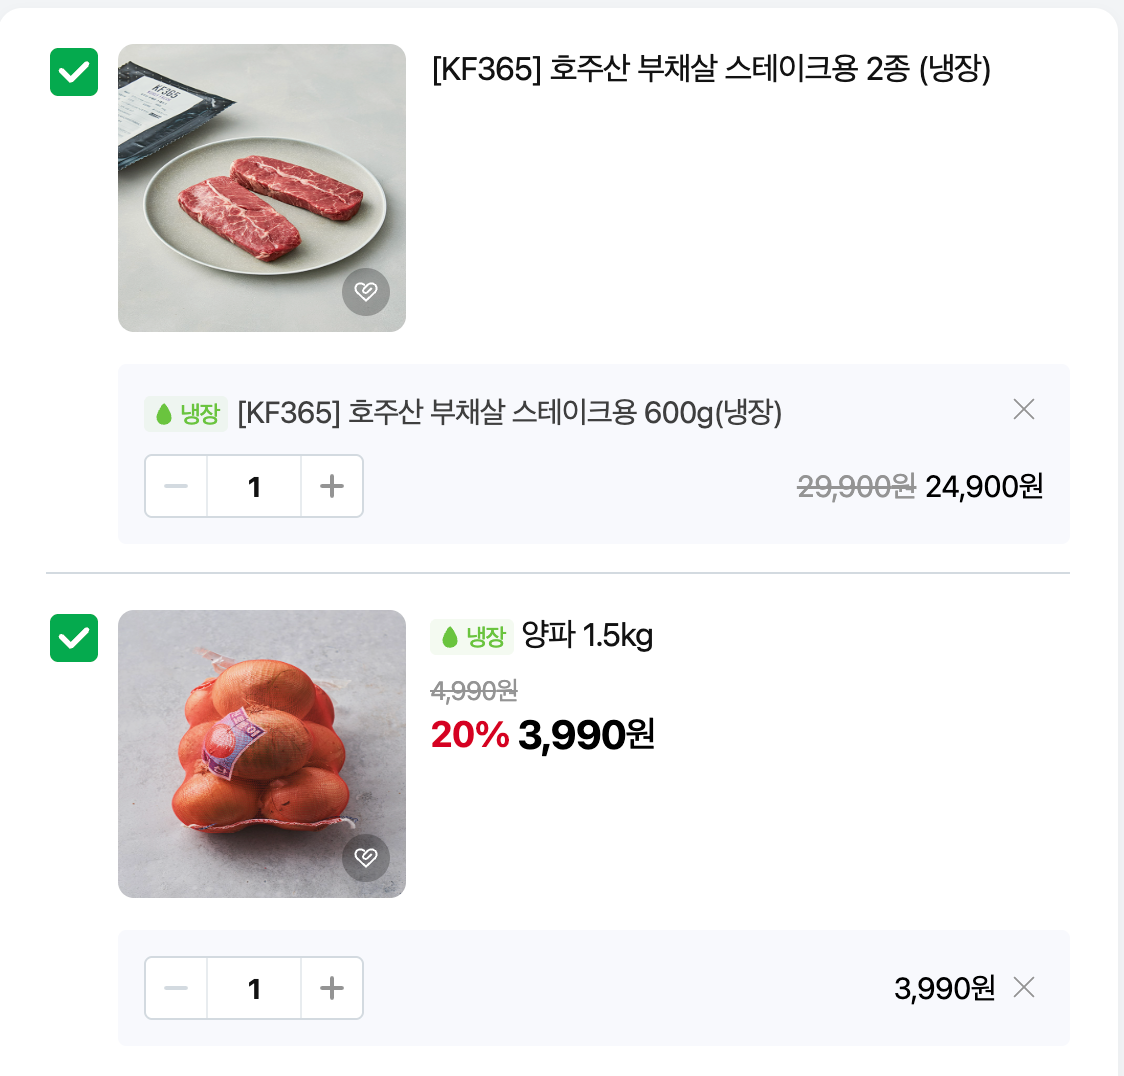 [KF365] 호주산 부채살 스테이크용 2종 (냉장)
KF365
냉장 [KF365] 호주산 부채살 스테이크용 600g(냉장)
1
29,900원 24,900원
냉장 양파 1.5kg
4,990원
20% 3,990원
1
3,990원